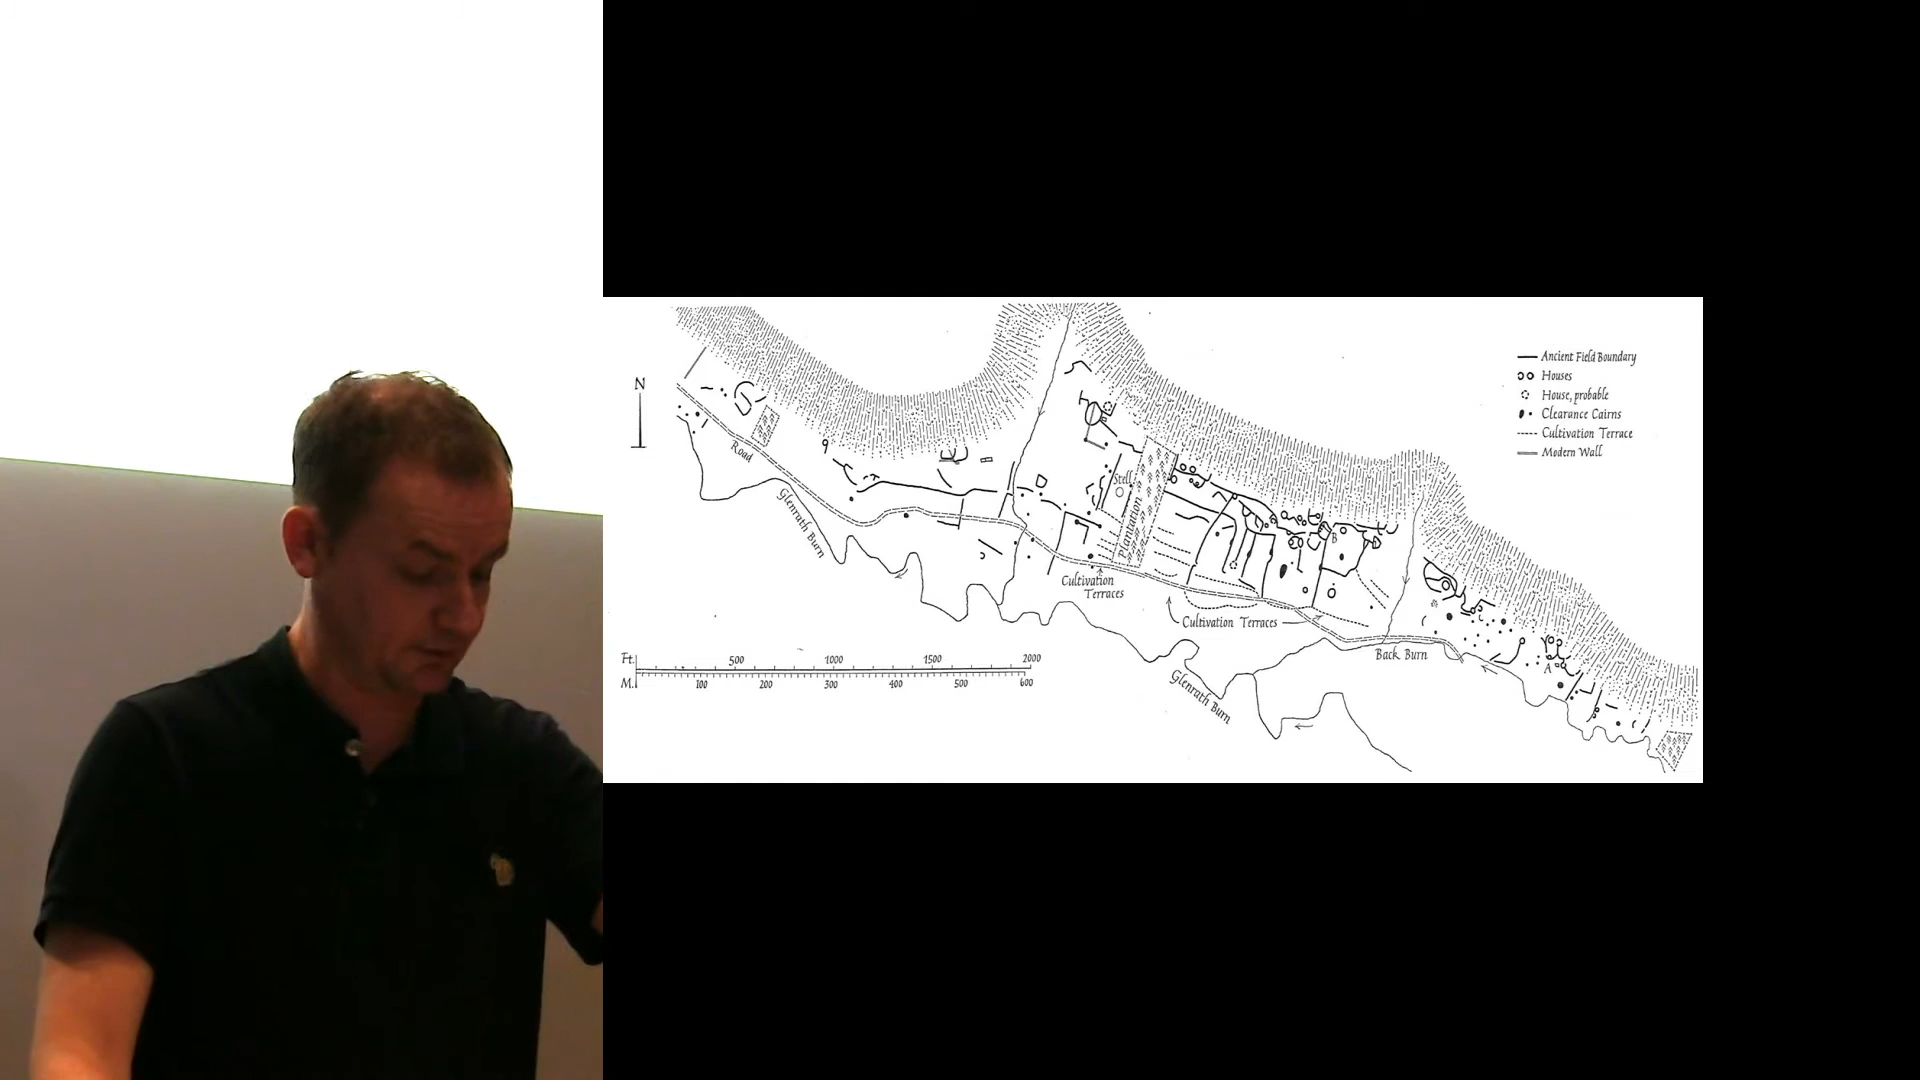 N
Ancient Field Boundary
Houses
House, probable
Clearance Cairns
Cultivation Terrace
Modern Wall
Road
Glenrath Burn
Stell
Plantation
B
Cultivation
Terraces
Cultivation Terraces
Back Burn
A
Glenrath Burn
Ft.
500
1000
1500
2000
M.
100
200
300
400
500
600